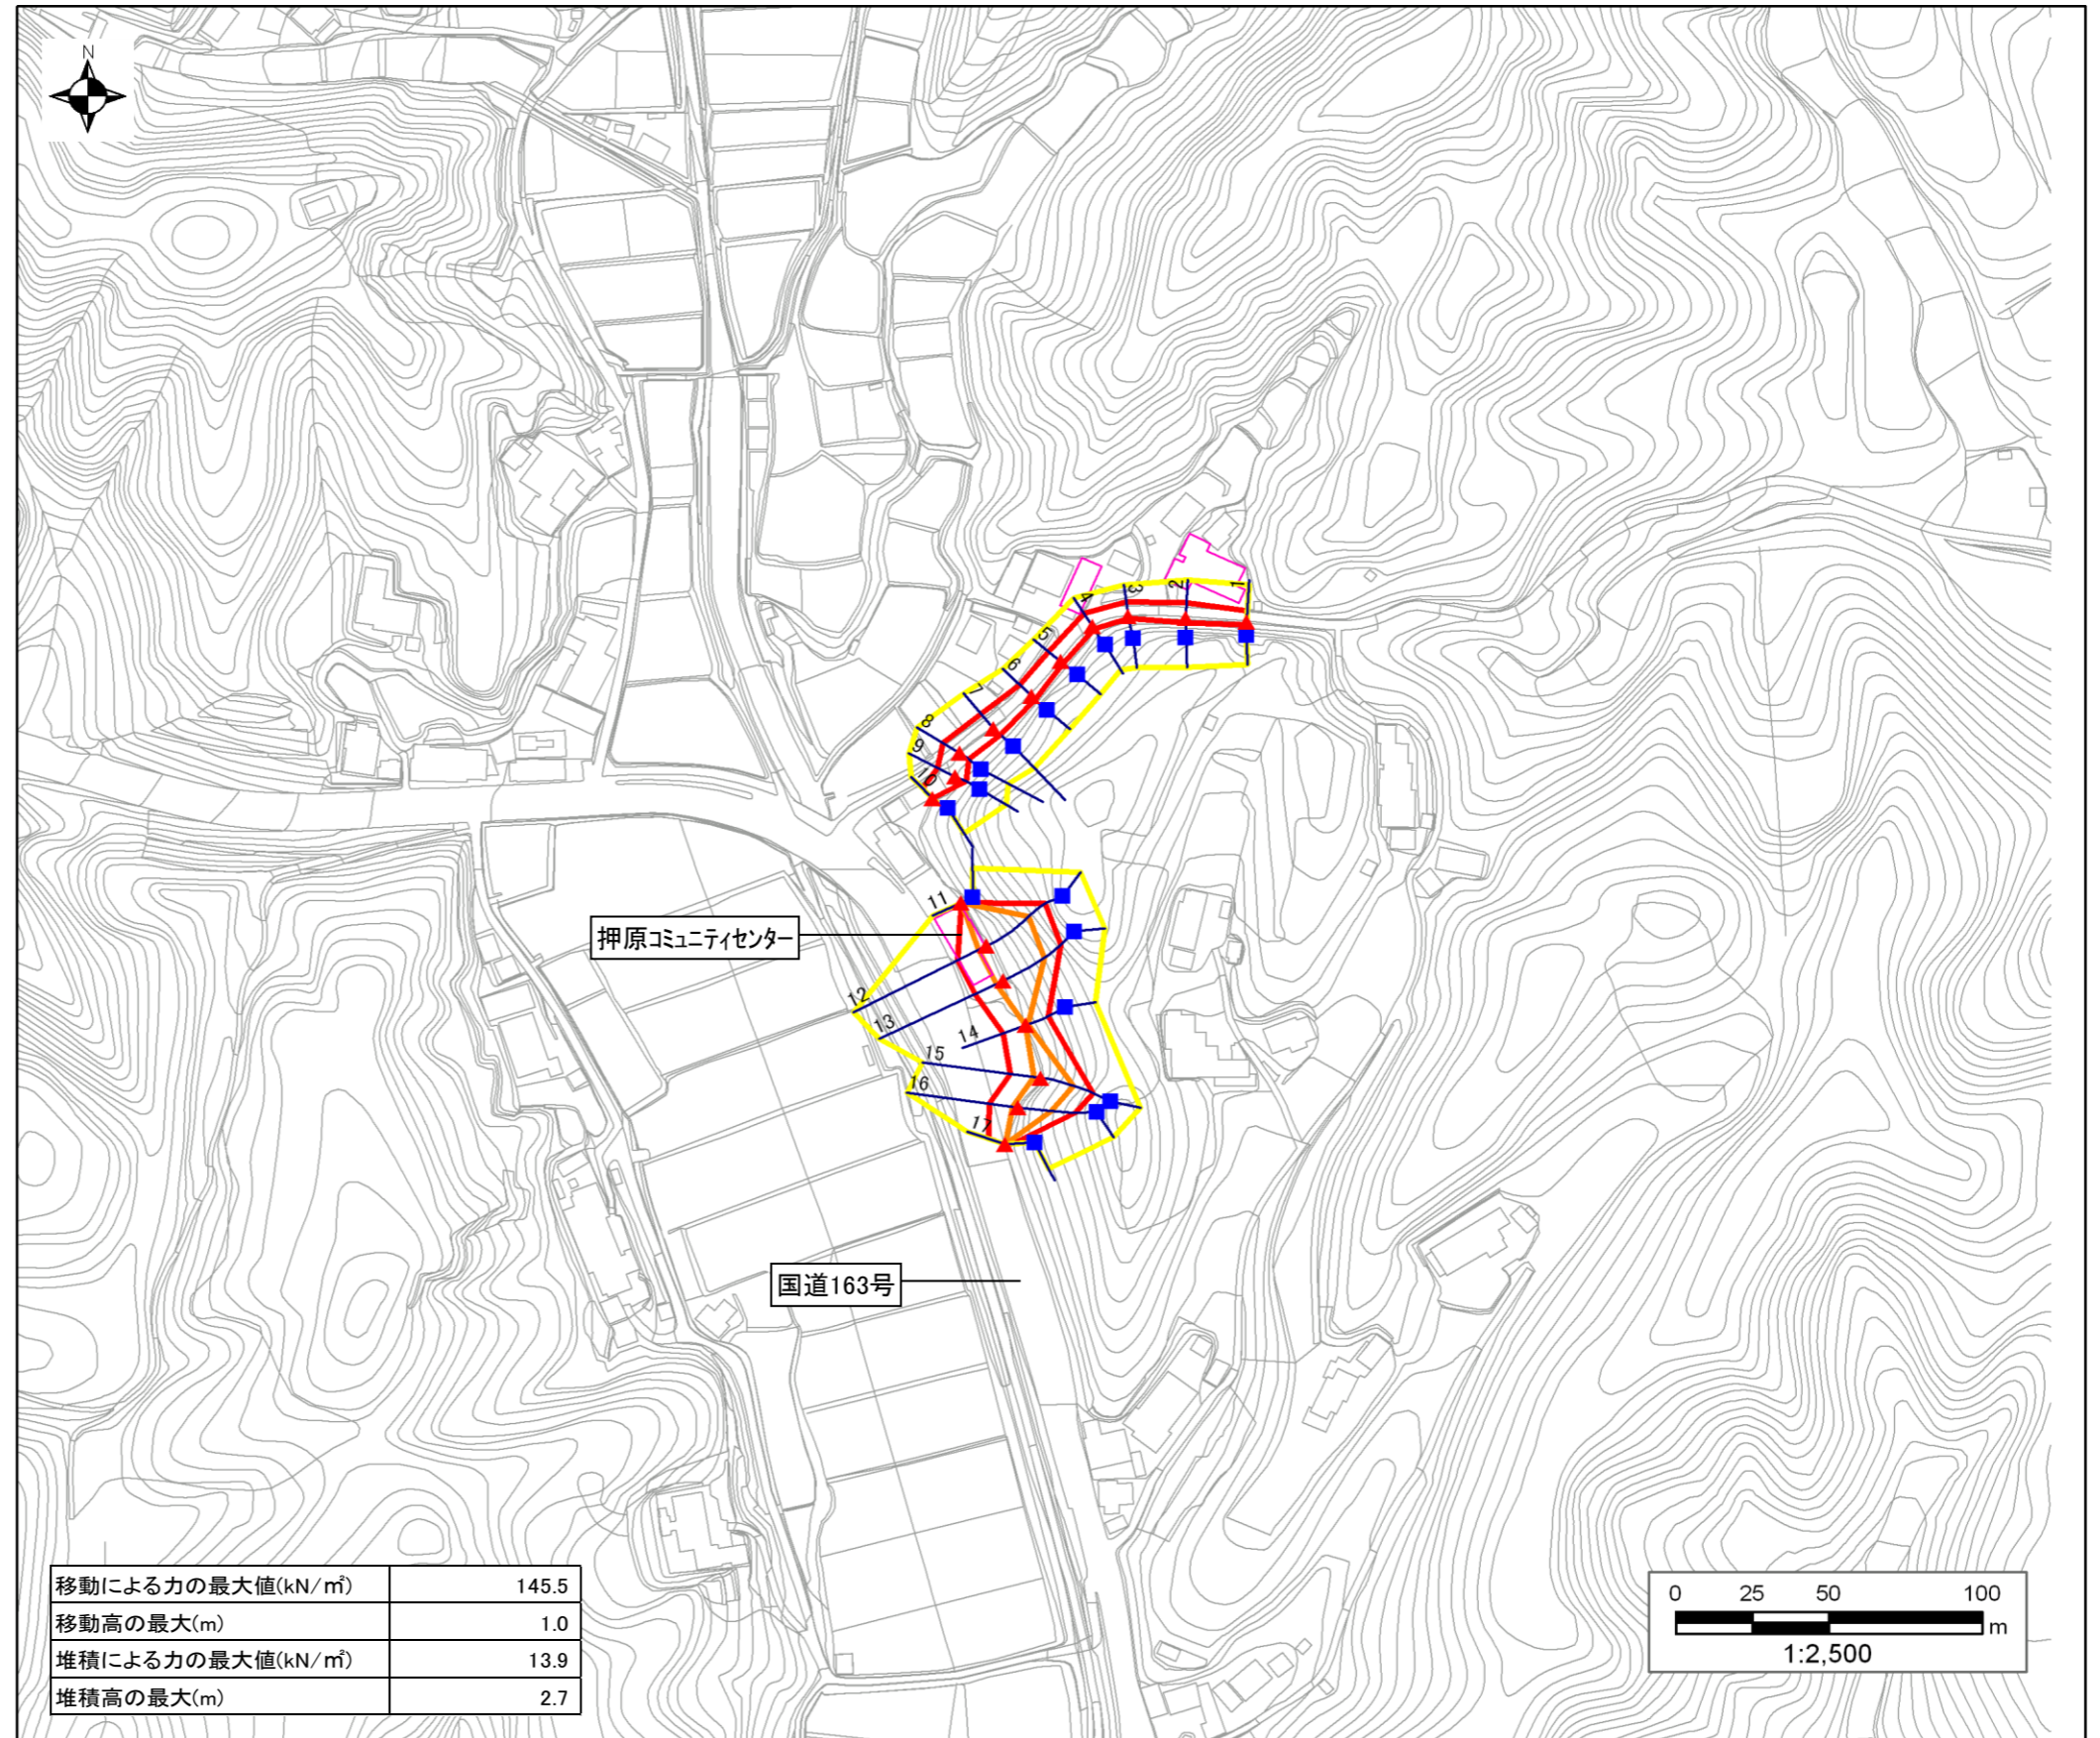 N
1
2
3
4
5
6
7
8
9
10
11
押原コミュニティセンター
12
13
14
15
16
17
国道163号
移動による力の最大値(kN/㎡) 145.5
移動高の最大(m) 1.0
堆積による力の最大値(kN/㎡) 13.9
堆積高の最大(m) 2.7
0 25 50 100
m
1:2,500